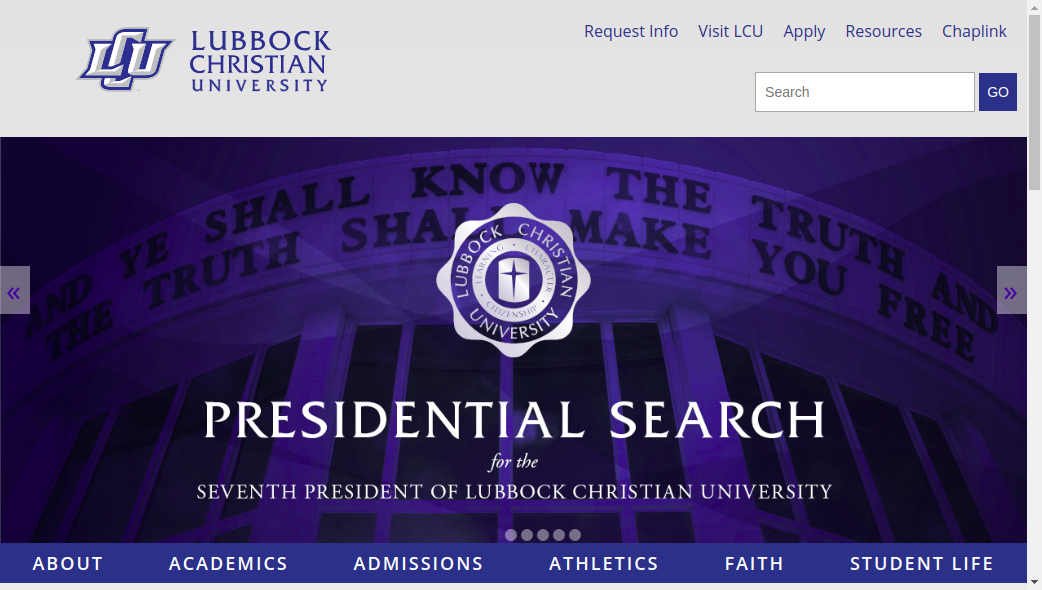 LCU
LUBBOCK
CHRISTIAN
UNIVERSITY
Request Info Visit LCU Apply Resources Chaplink
Search GO
AND YE SHALL KNOW THE TRUTH AND
THE TRUTH SHALL MAKE YOU FREE
LUBBOCK CHRISTIAN UNIVERSITY
LEARNING · CHARACTER · CITIZENSHIP ·
« »
PRESIDENTIAL SEARCH
for the
SEVENTH PRESIDENT OF LUBBOCK CHRISTIAN UNIVERSITY
ABOUT ACADEMICS ADMISSIONS ATHLETICS FAITH STUDENT LIFE